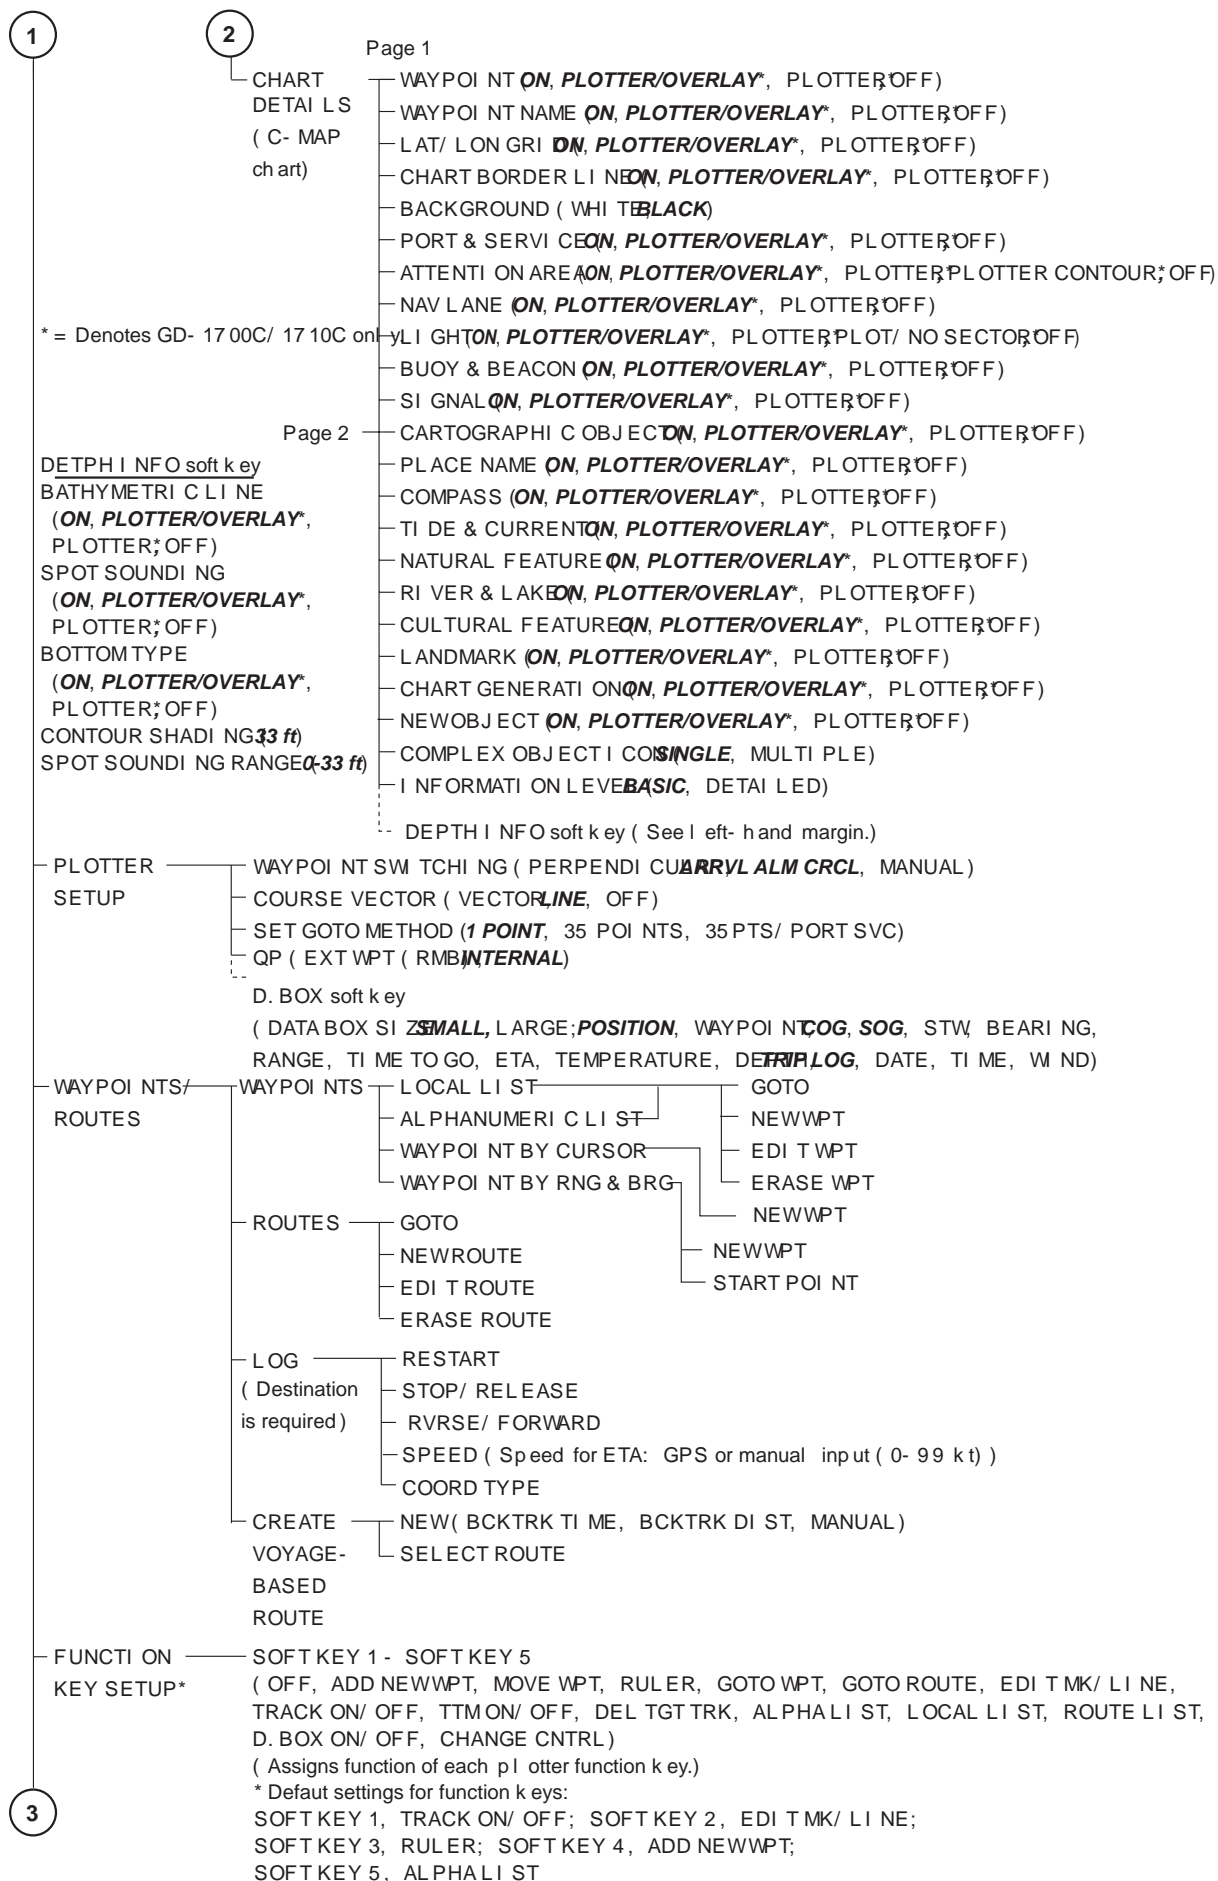 1
2
Page 1
CHART DETAILS (C-MAP chart)
WAYPOINT (ON, PLOTTER/OVERLAY*, PLOTTER*, OFF)
WAYPOINT NAME (ON, PLOTTER/OVERLAY*, PLOTTER*, OFF)
LAT/LON GRID (ON, PLOTTER/OVERLAY*, PLOTTER*, OFF)
CHART BORDER LINE (ON, PLOTTER/OVERLAY*, PLOTTER*, OFF)
BACKGROUND (WHITE, BLACK)
PORT & SERVICE (ON, PLOTTER/OVERLAY*, PLOTTER*, OFF)
ATTENTION AREA (ON, PLOTTER/OVERLAY*, PLOTTER*, PLOTTER CONTOUR*, OFF)
NAV LANE (ON, PLOTTER/OVERLAY*, PLOTTER*, OFF)
* = Denotes GD-1700C/1710C only.
LIGHT (ON, PLOTTER/OVERLAY*, PLOTTER*, PLOT/NO SECTOR*, OFF)
BUOY & BEACON (ON, PLOTTER/OVERLAY*, PLOTTER*, OFF)
SIGNAL (ON, PLOTTER/OVERLAY*, PLOTTER*, OFF)
Page 2
CARTOGRAPHIC OBJECT (ON, PLOTTER/OVERLAY*, PLOTTER*, OFF)
PLACE NAME (ON, PLOTTER/OVERLAY*, PLOTTER*, OFF)
COMPASS (ON, PLOTTER/OVERLAY*, PLOTTER*, OFF)
TIDE & CURRENT (ON, PLOTTER/OVERLAY*, PLOTTER*, OFF)
NATURAL FEATURE (ON, PLOTTER/OVERLAY*, PLOTTER*, OFF)
RIVER & LAKE (ON, PLOTTER/OVERLAY*, PLOTTER*, OFF)
CULTURAL FEATURE (ON, PLOTTER/OVERLAY*, PLOTTER*, OFF)
LANDMARK (ON, PLOTTER/OVERLAY*, PLOTTER*, OFF)
CHART GENERATION (ON, PLOTTER/OVERLAY*, PLOTTER*, OFF)
NEW OBJECT (ON, PLOTTER/OVERLAY*, PLOTTER*, OFF)
COMPLEX OBJECT ICON (SINGLE, MULTIPLE)
INFORMATION LEVEL (BASIC, DETAILED)
DEPTH INFO soft key (See left-hand margin.)
DETPH INFO soft key
BATHYMETRIC LINE
(ON, PLOTTER/OVERLAY*,
PLOTTER*, OFF)
SPOT SOUNDING
(ON, PLOTTER/OVERLAY*,
PLOTTER*, OFF)
BOTTOM TYPE
(ON, PLOTTER/OVERLAY*,
PLOTTER*, OFF)
CONTOUR SHADING (33 ft)
SPOT SOUNDING RANGE (0-33 ft)
PLOTTER SETUP
WAYPOINT SWITCHING (PERPENDICULAR, ARRVL ALM CRCL, MANUAL)
COURSE VECTOR (VECTOR, LINE, OFF)
SET GOTO METHOD (1 POINT, 35 POINTS, 35 PTS/PORT SVC)
QP (EXT WPT (RMB), INTERNAL)
D. BOX soft key
(DATA BOX SIZE: SMALL, LARGE; POSITION, WAYPOINT, COG, SOG, STW, BEARING,
RANGE, TIME TO GO, ETA, TEMPERATURE, DEPTH, TRIP LOG, DATE, TIME, WIND)
WAYPOINTS/ ROUTES
WAYPOINTS
LOCAL LIST
ALPHANUMERIC LIST
WAYPOINT BY CURSOR
WAYPOINT BY RNG & BRG
GOTO
NEW WPT
EDIT WPT
ERASE WPT
NEW WPT
NEW WPT
START POINT
ROUTES
GOTO
NEW ROUTE
EDIT ROUTE
ERASE ROUTE
LOG
(Destination
is required)
RESTART
STOP/RELEASE
RVRSE/FORWARD
SPEED (Speed for ETA: GPS or manual input (0-99 kt))
COORD TYPE
CREATE
VOYAGE-
BASED
ROUTE
NEW (BCKTRK TIME, BCKTRK DIST, MANUAL)
SELECT ROUTE
FUNCTION
KEY SETUP*
SOFT KEY 1 - SOFT KEY 5
(OFF, ADD NEW WPT, MOVE WPT, RULER, GOTO WPT, GOTO ROUTE, EDIT MK/LINE,
TRACK ON/OFF, TTM ON/OFF, DEL TGT TRK, ALPHA LIST, LOCAL LIST, ROUTE LIST,
D. BOX ON/OFF, CHANGE CNTRL)
(Assigns function of each plotter function key.)
* Defaut settings for function keys:
SOFT KEY 1, TRACK ON/OFF; SOFT KEY 2, EDIT MK/LINE;
SOFT KEY 3, RULER; SOFT KEY 4, ADD NEW WPT;
SOFT KEY 5, ALPHA LIST
3